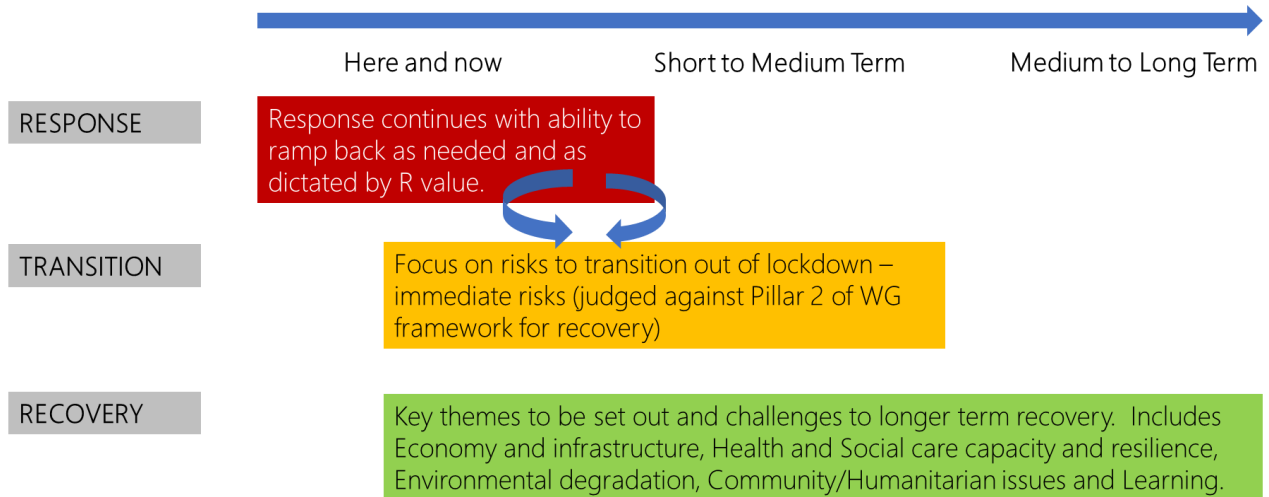 Here and now
Short to Medium Term
Medium to Long Term
RESPONSE
Response continues with ability to
ramp back as needed and as
dictated by R value.
TRANSITION
Focus on risks to transition out of lockdown –
immediate risks (judged against Pillar 2 of WG
framework for recovery)
RECOVERY
Key themes to be set out and challenges to longer term recovery.  Includes
Economy and infrastructure, Health and Social care capacity and resilience,
Environmental degradation, Community/Humanitarian issues and Learning.